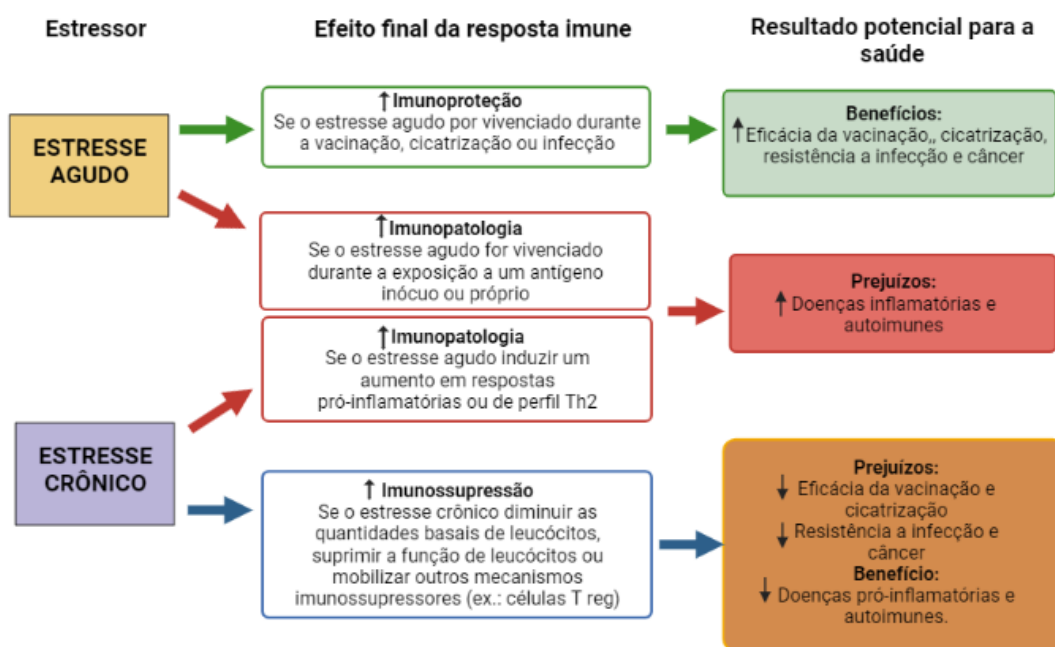 Estressor
Efeito final da resposta imune
Resultado potencial para a
saúde
ESTRESSE
AGUDO
↑Imunoproteção
Se o estresse agudo por vivenciado durante
a vacinação, cicatrização ou infecção
Benefícios:
↑Eficácia da vacinação,, cicatrização,
resistência a infecção e câncer
↑Imunopatologia
Se o estresse agudo for vivenciado
durante a exposição a um antígeno
inócuo ou próprio
Prejuízos:
↑ Doenças inflamatórias e
autoimunes
↑Imunopatologia
Se o estresse agudo induzir um
aumento em respostas
pró-inflamatórias ou de perfil Th2
ESTRESSE
CRÔNICO
↑ Imunossupressão
Se o estresse crônico diminuir as
quantidades basais de leucócitos,
suprimir a função de leucócitos ou
mobilizar outros mecanismos
imunossupressores (ex.: células T reg)
Prejuízos:
↓ Eficácia da vacinação e
cicatrização
↓ Resistência a infecção e
câncer
Benefício:
↓ Doenças pró-inflamatórias e
autoimunes.